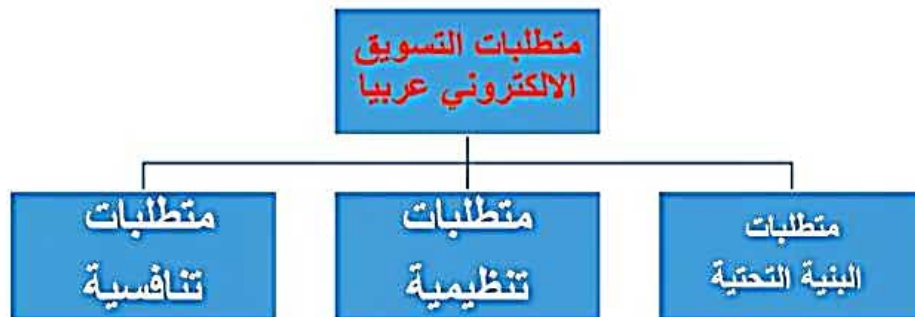 متطلبات التسويق
الالكتروني عربيا
متطلبات
البنية التحتية
متطلبات
تنظيمية
متطلبات
تنافسية